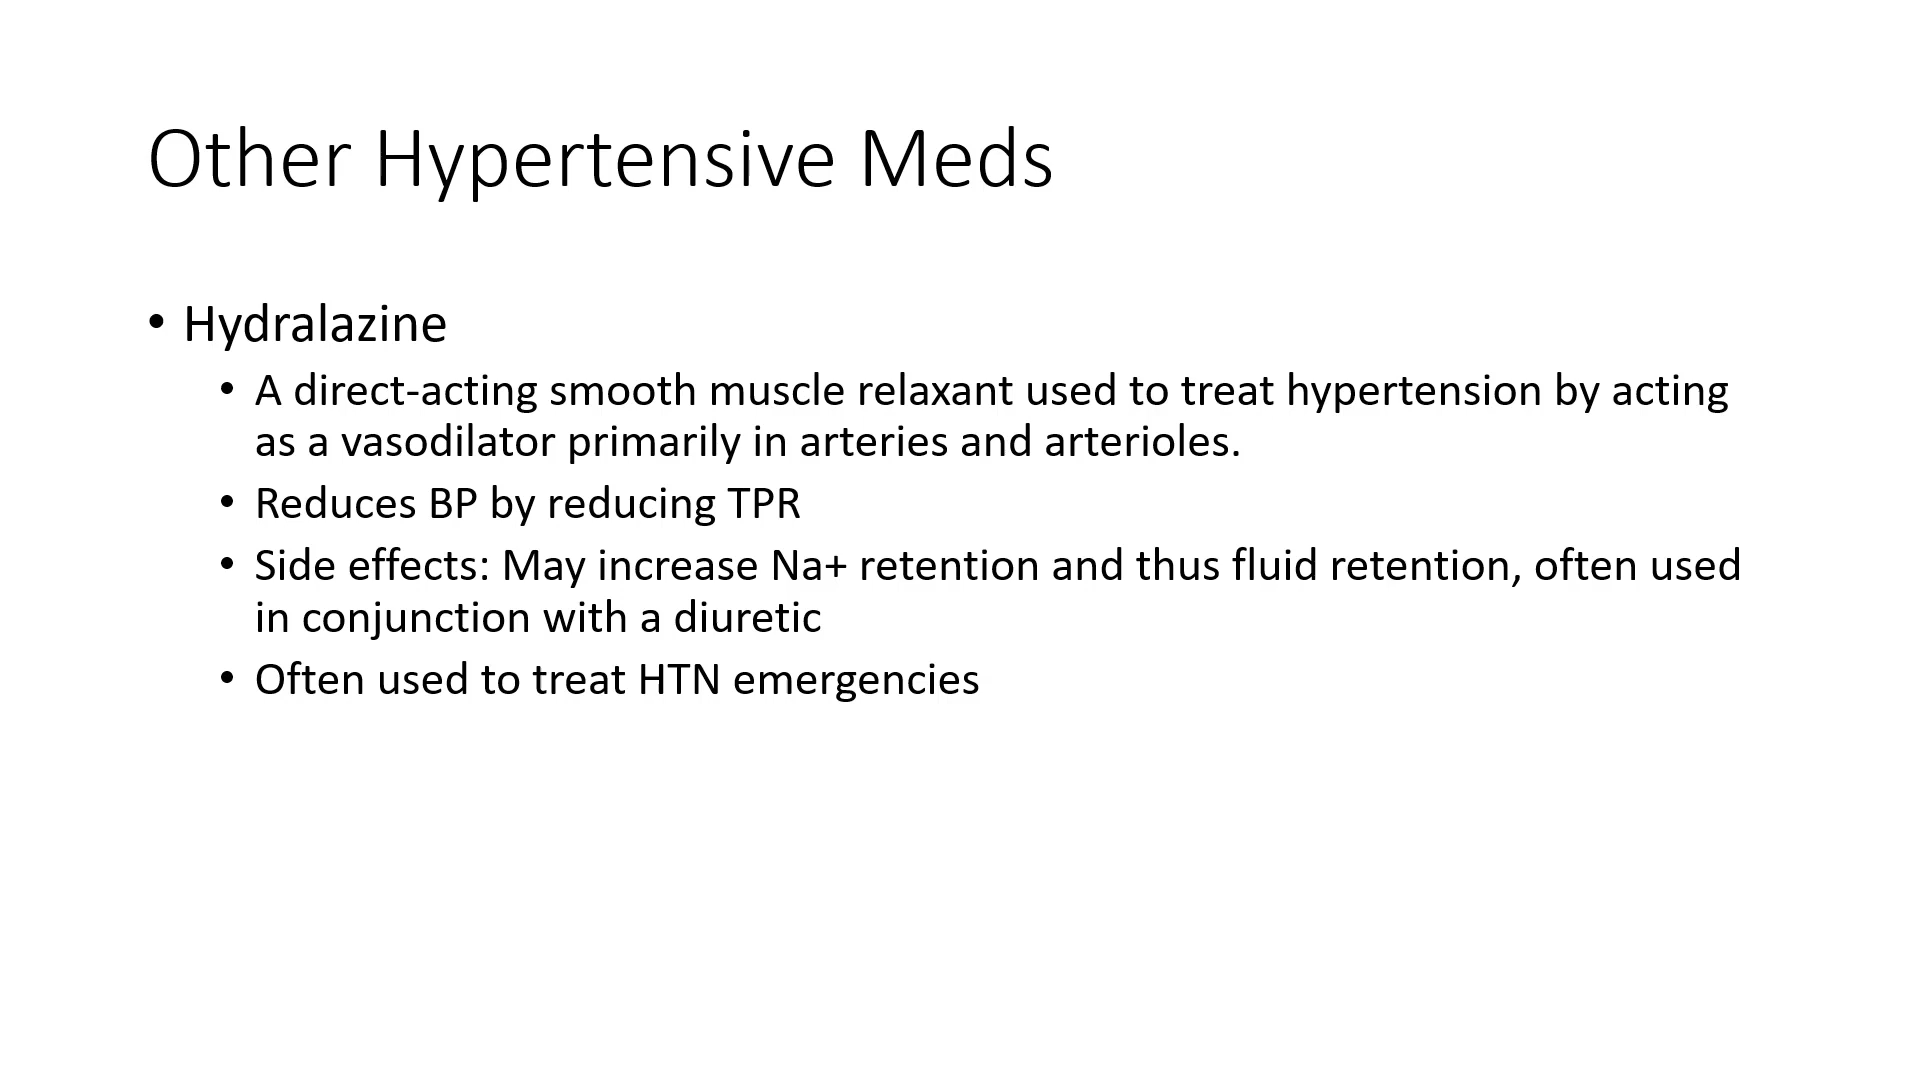 Other Hypertensive Meds
• Hydralazine
• A direct-acting smooth muscle relaxant used to treat hypertension by acting
as a vasodilator primarily in arteries and arterioles.
• Reduces BP by reducing TPR
• Side effects: May increase Na+ retention and thus fluid retention, often used
in conjunction with a diuretic
• Often used to treat HTN emergencies